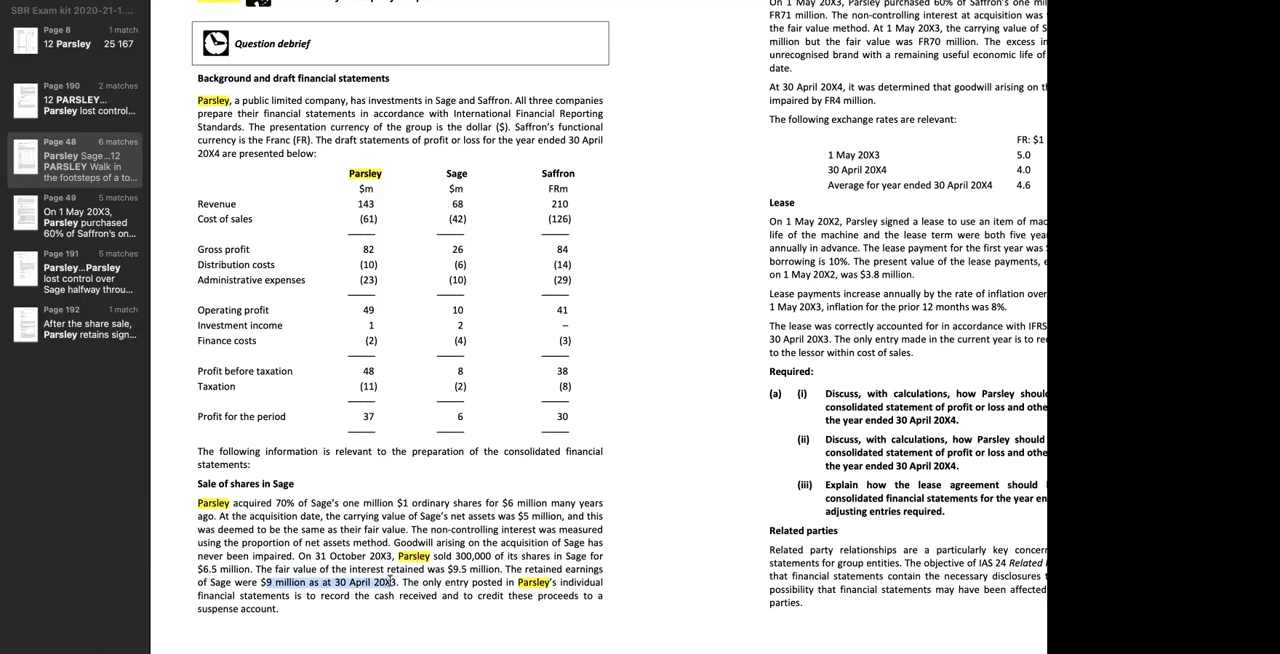 SBR Exam kit 2020-21-1....
Page 8 1 match
12 Parsley 25 167
Page 190 2 matches
12 PARSLEY...
Parsley lost control...
Page 48 6 matches
Parsley Sage...12
PARSLEY Walk in
the footsteps of a to...
Page 49 5 matches
On 1 May 20X3,
Parsley purchased
60% of Saffron's on...
Page 191 5 matches
Parsley...Parsley
lost control over
Sage halfway throu...
Page 192 1 match
After the share sale,
Parsley retains sign...
Question debrief
Background and draft financial statements
Parsley, a public limited company, has investments in Sage and Saffron. All three companies
prepare their financial statements in accordance with International Financial Reporting
Standards. The presentation currency of the group is the dollar ($). Saffron's functional
currency is the Franc (FR). The draft statements of profit or loss for the year ended 30 April
20X4 are presented below:
Parsley Sage Saffron
$m $m FRm
Revenue 143 68 210
Cost of sales (61) (42) (126)
Gross profit 82 26 84
Distribution costs (10) (6) (14)
Administrative expenses (23) (10) (29)
Operating profit 49 10 41
Investment income 1 2 –
Finance costs (2) (4) (3)
Profit before taxation 48 8 38
Taxation (11) (2) (8)
Profit for the period 37 6 30
The following information is relevant to the preparation of the consolidated financial
statements:
Sale of shares in Sage
Parsley acquired 70% of Sage's one million $1 ordinary shares for $6 million many years
ago. At the acquisition date, the carrying value of Sage's net assets was $5 million, and this
was deemed to be the same as their fair value. The non-controlling interest was measured
using the proportion of net assets method. Goodwill arising on the acquisition of Sage has
never been impaired. On 31 October 20X3, Parsley sold 300,000 of its shares in Sage for
$6.5 million. The fair value of the interest retained was $9.5 million. The retained earnings
of Sage were $9 million as at 30 April 20X3. The only entry posted in Parsley's individual
financial statements is to record the cash received and to credit these proceeds to a
suspense account.
On 1 May 20X3, Parsley purchased 60% of Saffron's one mil
FR71 million. The non-controlling interest at acquisition was
the fair value method. At 1 May 20X3, the carrying value of S
million but the fair value was FR70 million. The excess in
unrecognised brand with a remaining useful economic life of
date.
At 30 April 20X4, it was determined that goodwill arising on th
impaired by FR4 million.
The following exchange rates are relevant:
FR: $1
1 May 20X3 5.0
30 April 20X4 4.0
Average for year ended 30 April 20X4 4.6
Lease
On 1 May 20X2, Parsley signed a lease to use an item of mac
life of the machine and the lease term were both five yea
annually in advance. The lease payment for the first year was
borrowing is 10%. The present value of the lease payments, e
on 1 May 20X2, was $3.8 million.
Lease payments increase annually by the rate of inflation over
1 May 20X3, inflation for the prior 12 months was 8%.
The lease was correctly accounted for in accordance with IFRS
30 April 20X3. The only entry made in the current year is to re
to the lessor within cost of sales.
Required:
(a) (i) Discuss, with calculations, how Parsley shoul
consolidated statement of profit or loss and othe
the year ended 30 April 20X4.
(ii) Discuss, with calculations, how Parsley should
consolidated statement of profit or loss and othe
the year ended 30 April 20X4.
(iii) Explain how the lease agreement should
consolidated financial statements for the year en
adjusting entries required.
Related parties
Related party relationships are a particularly key concern
statements for group entities. The objective of IAS 24 Related
that financial statements contain the necessary disclosures t
possibility that financial statements may have been affected
parties.